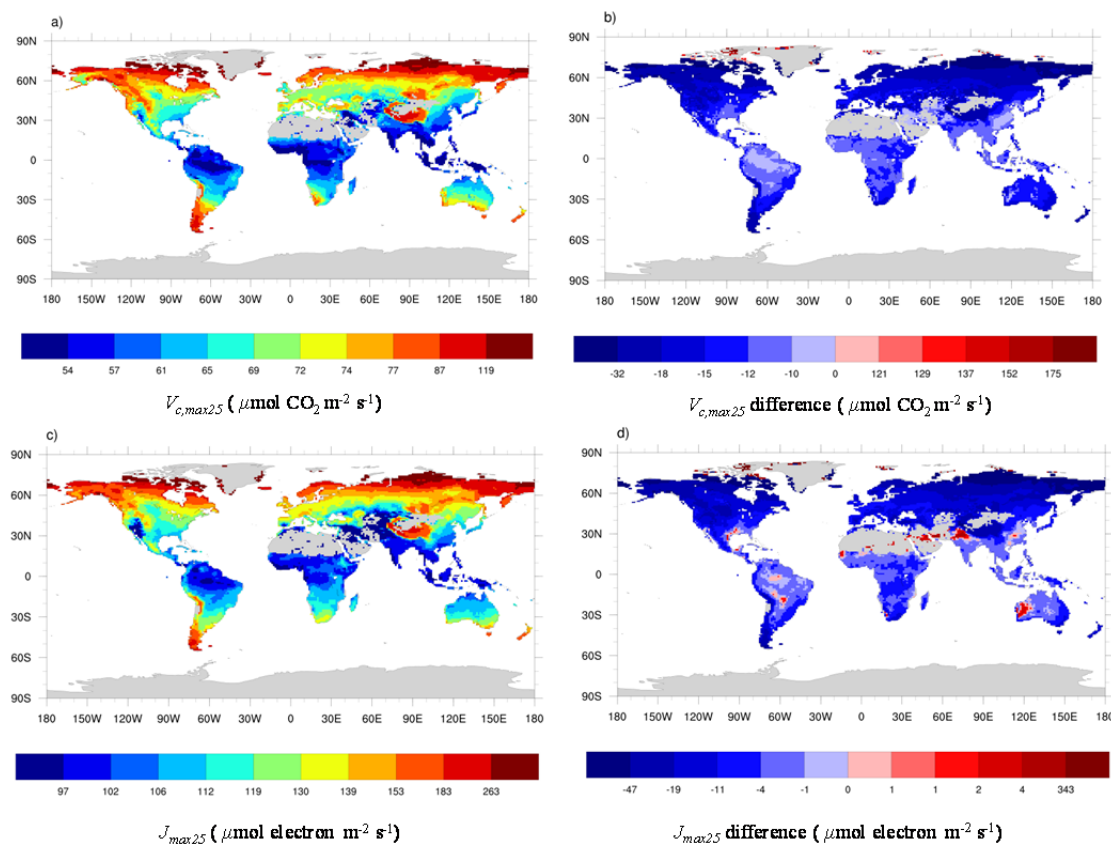 a)
90N
60N
30N
0
30S
60S
90S
180 150W 120W 90W 60W 30W 0 30E 60E 90E 120E 150E 180
54 57 61 65 69 72 74 77 87 119
V_c,max25 ( μmol CO₂ m⁻² s⁻¹)
b)
90N
60N
30N
0
30S
60S
90S
180 150W 120W 90W 60W 30W 0 30E 60E 90E 120E 150E 180
-32 -18 -15 -12 -10 0 121 129 137 152 175
V_c,max25 difference ( μmol CO₂ m⁻² s⁻¹)
c)
90N
60N
30N
0
30S
60S
90S
180 150W 120W 90W 60W 30W 0 30E 60E 90E 120E 150E 180
97 102 106 112 119 130 139 153 183 263
J_max25 ( μmol electron m⁻² s⁻¹)
d)
90N
60N
30N
0
30S
60S
90S
180 150W 120W 90W 60W 30W 0 30E 60E 90E 120E 150E 180
-47 -19 -11 -4 -1 0 1 1 2 4 343
J_max25 difference ( μmol electron m⁻² s⁻¹)